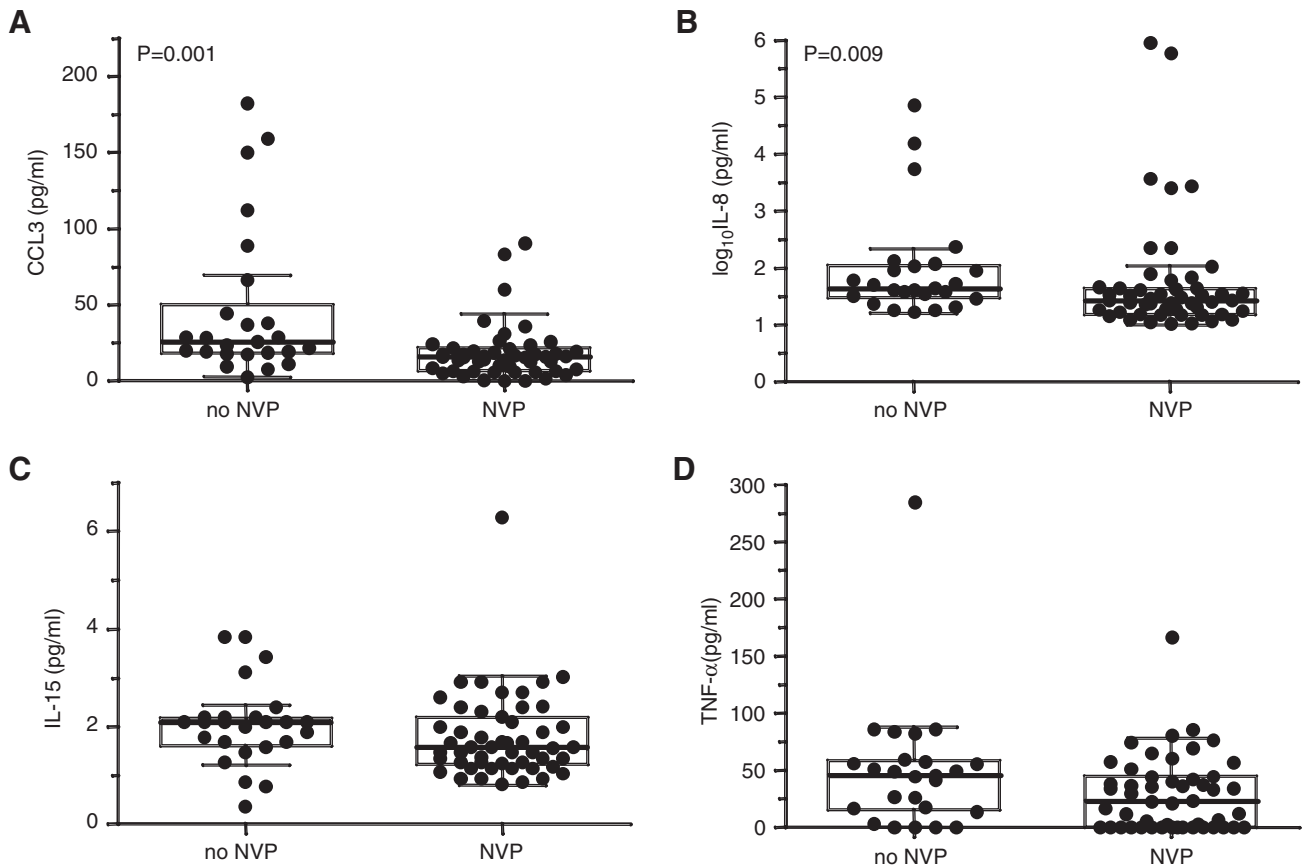 A
P=0.001
CCL3 (pg/ml)
200
150
100
50
0
no NVP
NVP
B
P=0.009
log10IL-8 (pg/ml)
6
5
4
3
2
1
0
no NVP
NVP
C
IL-15 (pg/ml)
6
4
2
0
no NVP
NVP
D
TNF-α(pg/ml)
300
250
200
150
100
50
0
no NVP
NVP